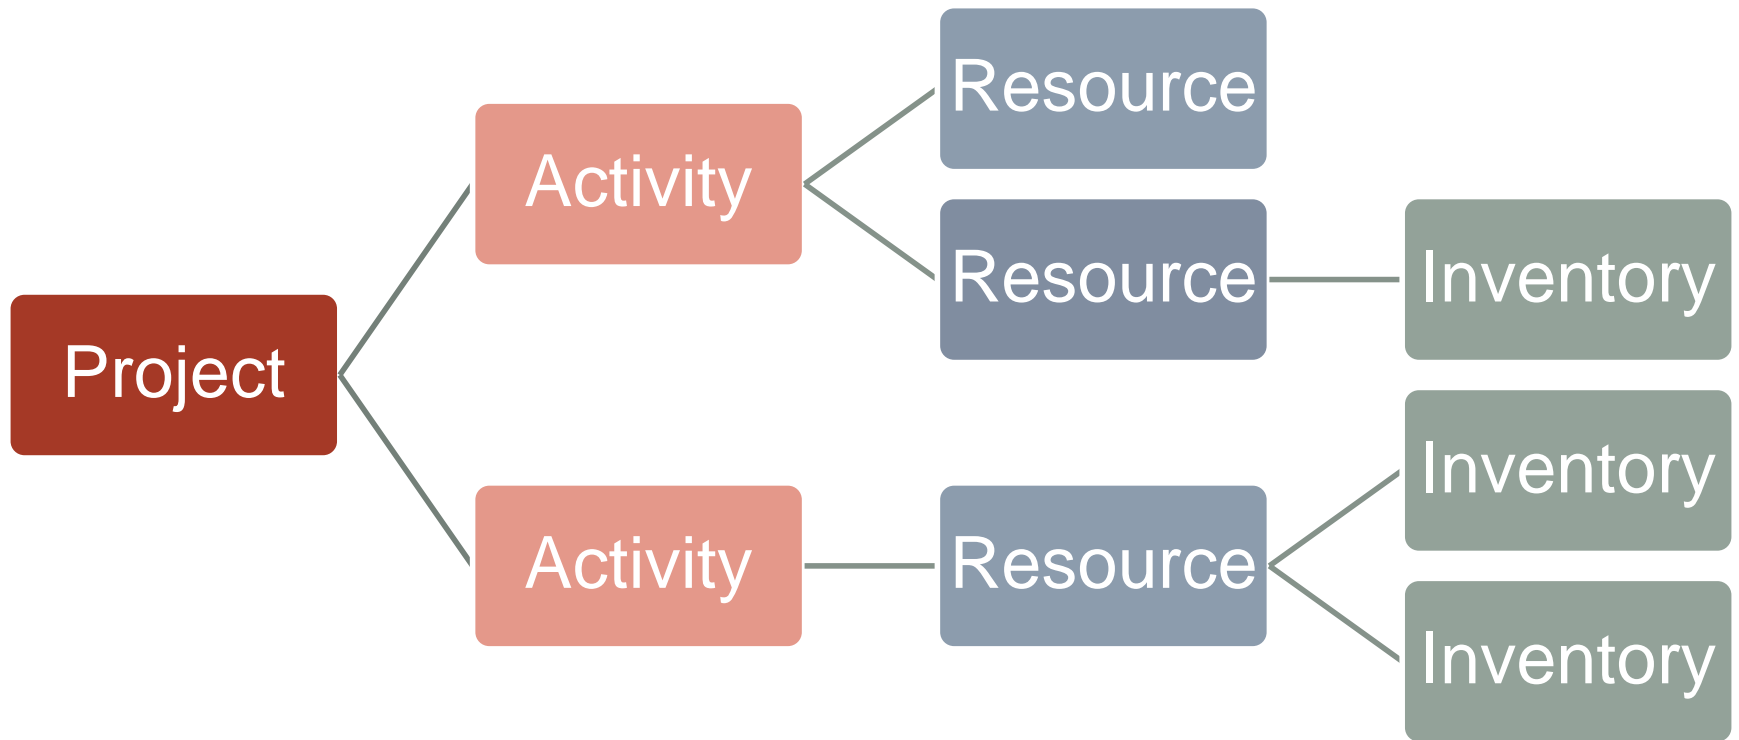 Project
Activity
Resource
Resource
Inventory
Activity
Resource
Inventory
Inventory